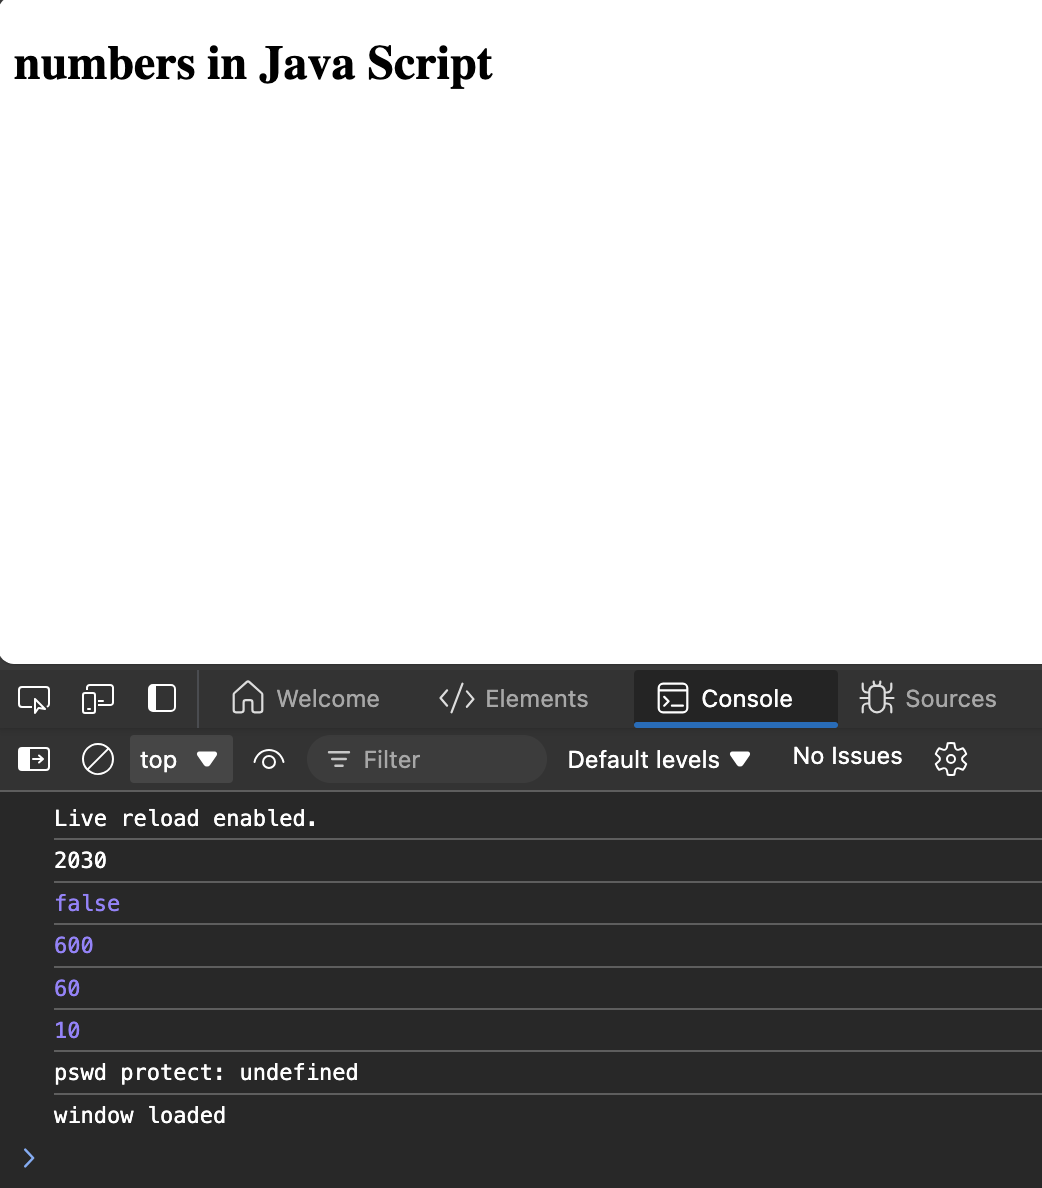 numbers in Java Script
Welcome Elements Console Sources
top Filter Default levels No Issues
Live reload enabled.
2030
false
600
60
10
pswd protect: undefined
window loaded